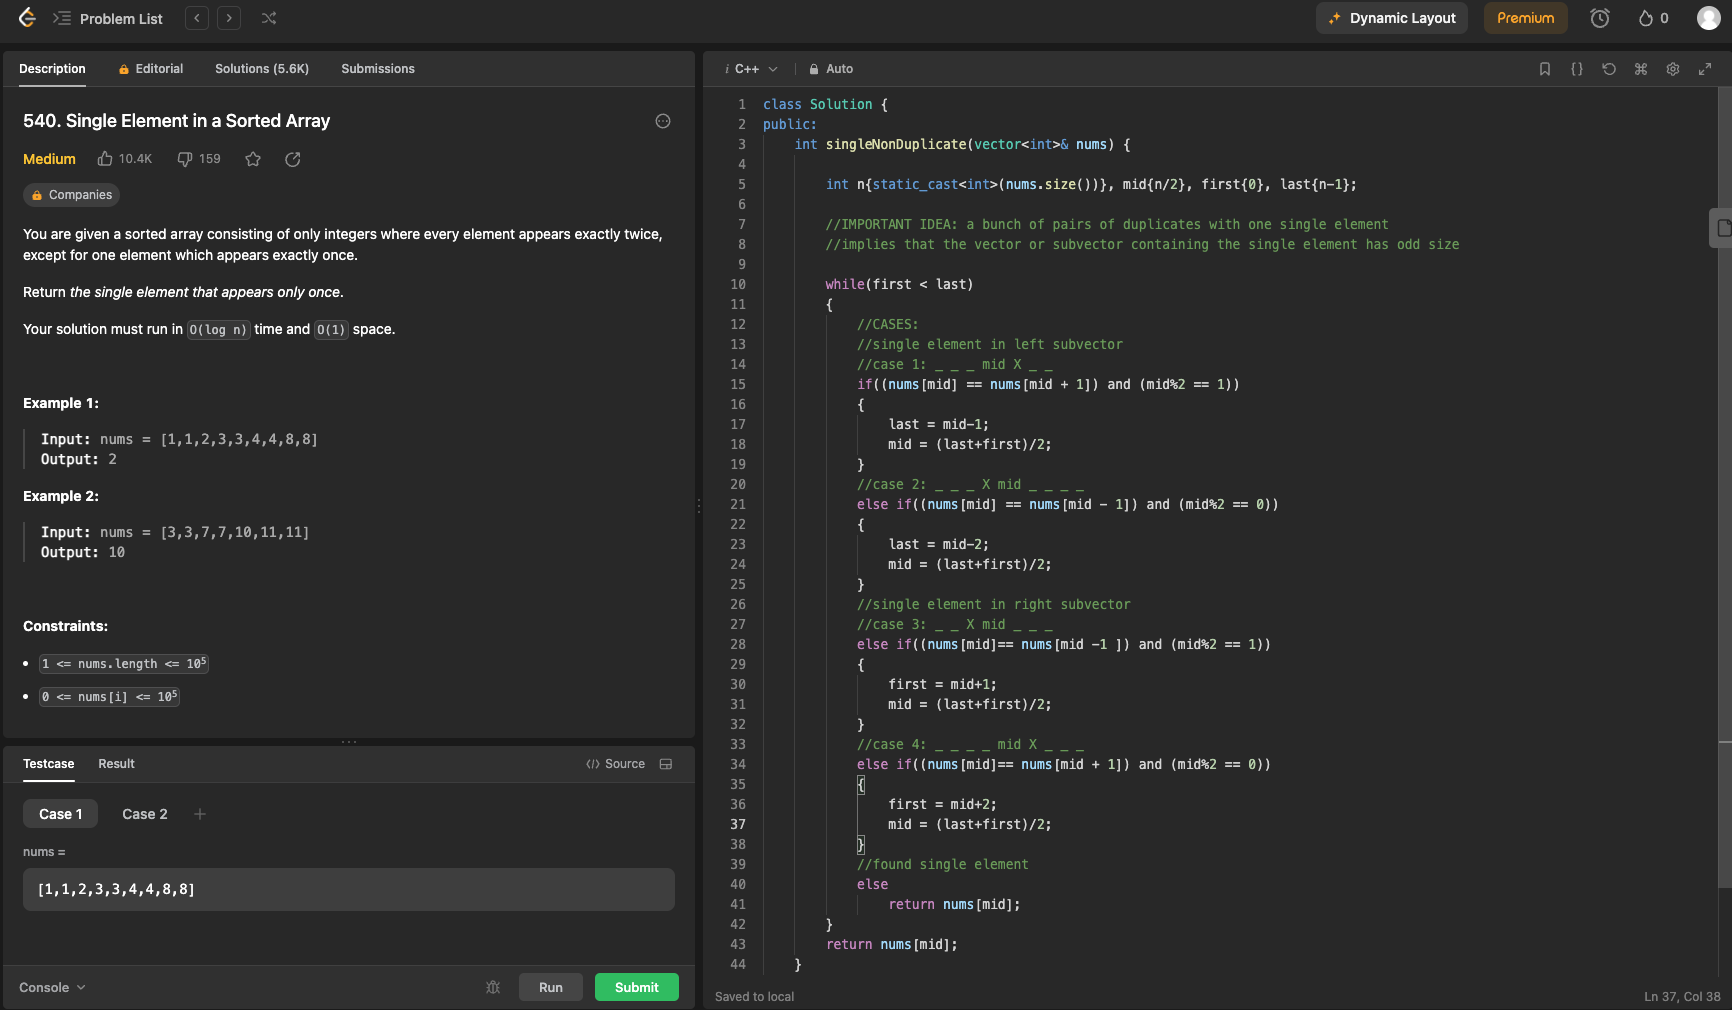 Problem List
Dynamic Layout
Premium
0
Description
Editorial
Solutions (5.6K)
Submissions
540. Single Element in a Sorted Array
Medium
10.4K
159
Companies
You are given a sorted array consisting of only integers where every element appears exactly twice,
except for one element which appears exactly once.
Return the single element that appears only once.
Your solution must run in O(log n) time and O(1) space.
Example 1:
Input: nums = [1,1,2,3,3,4,4,8,8]
Output: 2
Example 2:
Input: nums = [3,3,7,7,10,11,11]
Output: 10
Constraints:
• 1 <= nums.length <= 10⁵
• 0 <= nums[i] <= 10⁵
Testcase
Result
</> Source
Case 1
Case 2
+
nums =
[1,1,2,3,3,4,4,8,8]
Console
Run
Submit
i C++
Auto
{}
1 class Solution {
2 public:
3     int singleNonDuplicate(vector<int>& nums) {
4
5         int n{static_cast<int>(nums.size())}, mid{n/2}, first{0}, last{n-1};
6
7         //IMPORTANT IDEA: a bunch of pairs of duplicates with one single element
8         //implies that the vector or subvector containing the single element has odd size
9
10         while(first < last)
11         {
12             //CASES:
13             //single element in left subvector
14             //case 1: _ _ _ mid X _ _
15             if((nums[mid] == nums[mid + 1]) and (mid%2 == 1))
16             {
17                 last = mid-1;
18                 mid = (last+first)/2;
19             }
20             //case 2: _ _ _ X mid _ _ _ _
21             else if((nums[mid] == nums[mid - 1]) and (mid%2 == 0))
22             {
23                 last = mid-2;
24                 mid = (last+first)/2;
25             }
26             //single element in right subvector
27             //case 3: _ _ X mid _ _ _
28             else if((nums[mid]== nums[mid -1 ]) and (mid%2 == 1))
29             {
30                 first = mid+1;
31                 mid = (last+first)/2;
32             }
33             //case 4: _ _ _ _ mid X _ _ _
34             else if((nums[mid]== nums[mid + 1]) and (mid%2 == 0))
35             {
36                 first = mid+2;
37                 mid = (last+first)/2;
38             }
39             //found single element
40             else
41                 return nums[mid];
42         }
43         return nums[mid];
44     }
Saved to local
Ln 37, Col 38